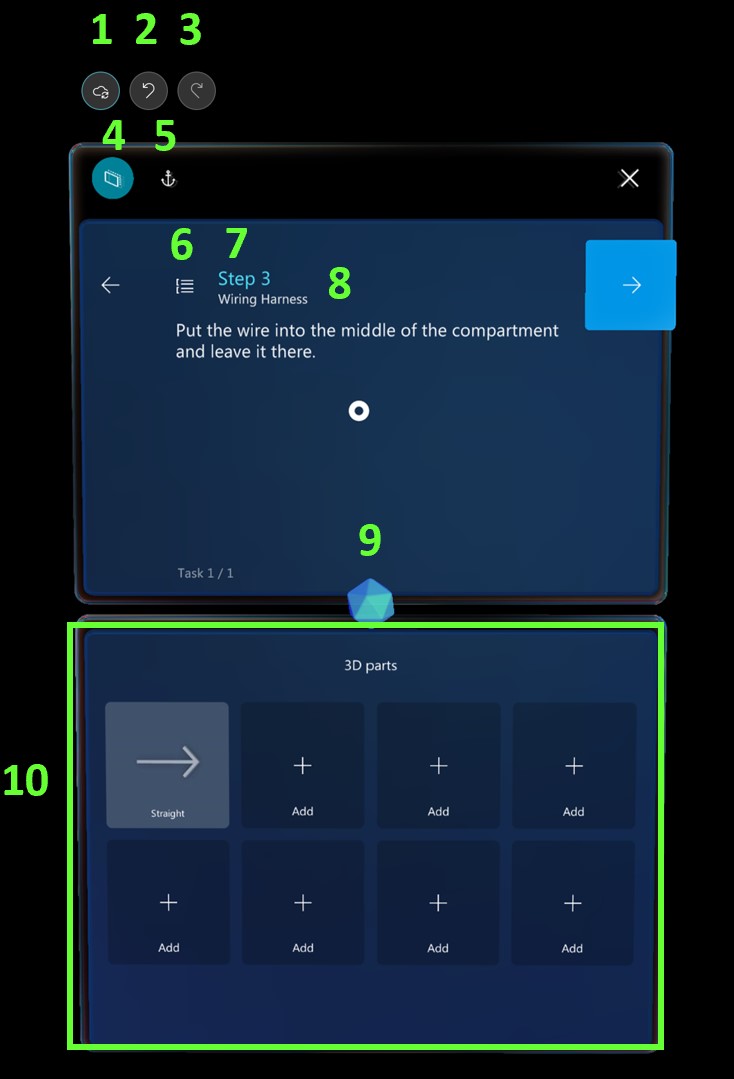 1 2 3
4 5
6 7
Step 3
8
Wiring Harness
Put the wire into the middle of the compartment
and leave it there.
9
Task 1 / 1
3D parts
10
Straight
Add
Add
Add
Add
Add
Add
Add